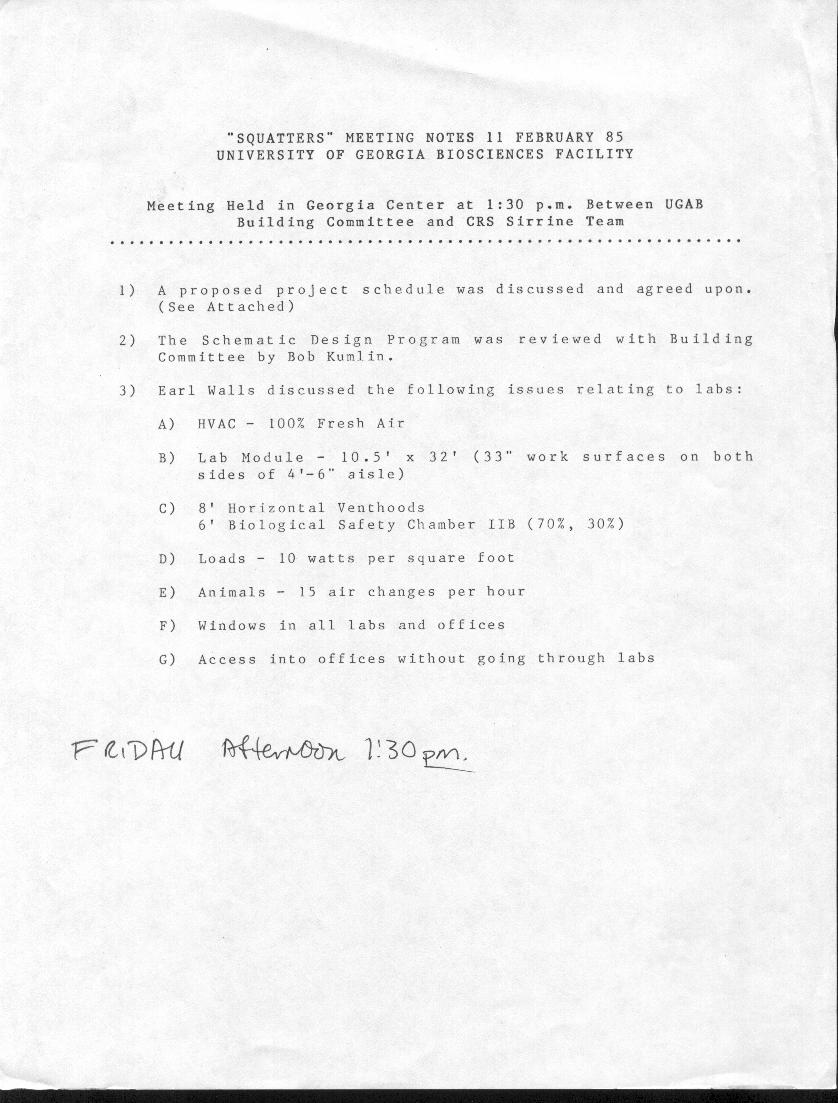 "SQUATTERS" MEETING NOTES 11 FEBRUARY 85
UNIVERSITY OF GEORGIA BIOSCIENCES FACILITY
Meeting Held in Georgia Center at 1:30 p.m. Between UGAB
Building Committee and CRS Sirrine Team
1) A proposed project schedule was discussed and agreed upon.
(See Attached)
2) The Schematic Design Program was reviewed with Building
Committee by Bob Kumlin.
3) Earl Walls discussed the following issues relating to labs:
A) HVAC - 100% Fresh Air
B) Lab Module - 10.5' x 32' (33" work surfaces on both
sides of 4'-6" aisle)
C) 8' Horizontal Venthoods
6' Biological Safety Chamber IIB (70%, 30%)
D) Loads - 10 watts per square foot
E) Animals - 15 air changes per hour
F) Windows in all labs and offices
G) Access into offices without going through labs
FRIDAY Afternoon 1:30 pm.